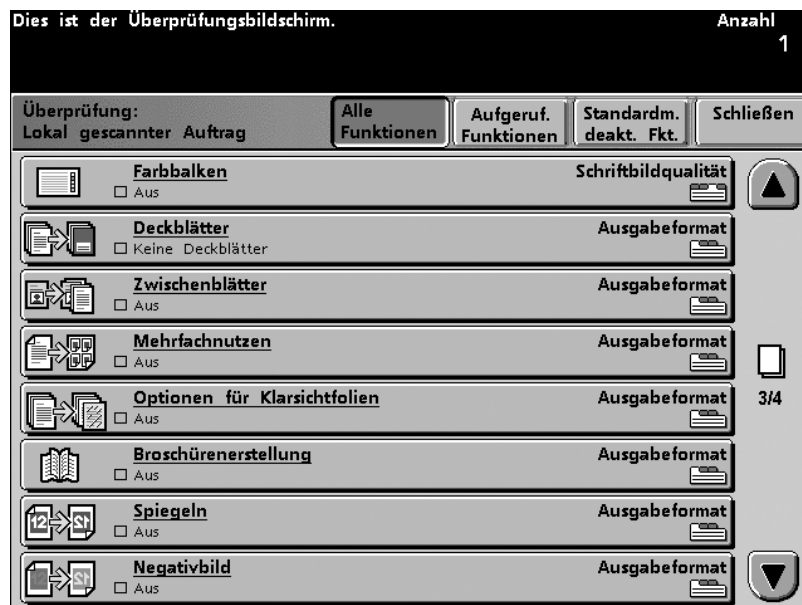 Dies ist der Überprüfungsbildschirm.
Anzahl
1
Überprüfung:
Lokal gescannter Auftrag
Alle
Funktionen
Aufgeruf.
Funktionen
Standardm.
deakt. Fkt.
Schließen
Farbbalken
Aus
Schriftbildqualität
Deckblätter
Keine Deckblätter
Ausgabeformat
Zwischenblätter
Aus
Ausgabeformat
Mehrfachnutzen
Aus
Ausgabeformat
Optionen für Klarsichtfolien
Aus
Ausgabeformat
3/4
Broschürenerstellung
Aus
Ausgabeformat
12
Spiegeln
Aus
Ausgabeformat
Negativbild
Aus
Ausgabeformat